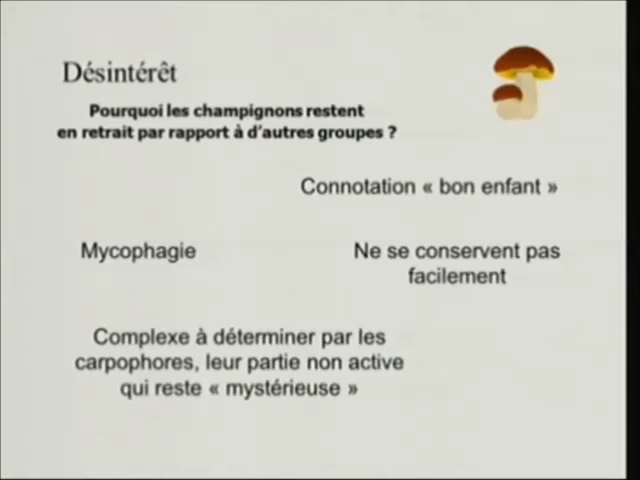 Désintérêt
Pourquoi les champignons restent
en retrait par rapport à d'autres groupes ?
Connotation « bon enfant »
Mycophagie
Ne se conservent pas
facilement
Complexe à déterminer par les
carpophores, leur partie non active
qui reste « mystérieuse »